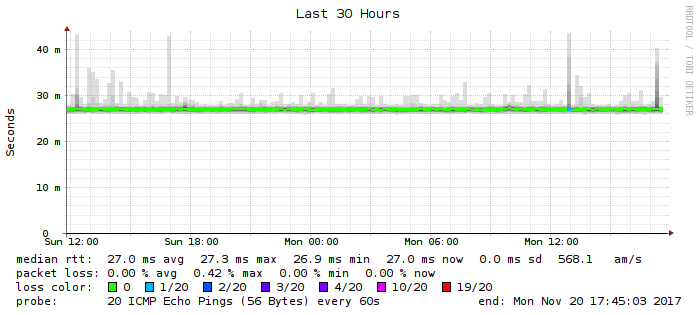 Last 30 Hours
RRDTOOL / TOBI OETIKER
Seconds
40 m
30 m
20 m
10 m
0
Sun 12:00 Sun 18:00 Mon 00:00 Mon 06:00 Mon 12:00
median rtt: 27.0 ms avg 27.3 ms max 26.9 ms min 27.0 ms now 0.0 ms sd 568.1 am/s
packet loss: 0.00 % avg 0.42 % max 0.00 % min 0.00 % now
loss color: 0 1/20 2/20 3/20 4/20 10/20 19/20
probe: 20 ICMP Echo Pings (56 Bytes) every 60s end: Mon Nov 20 17:45:03 2017